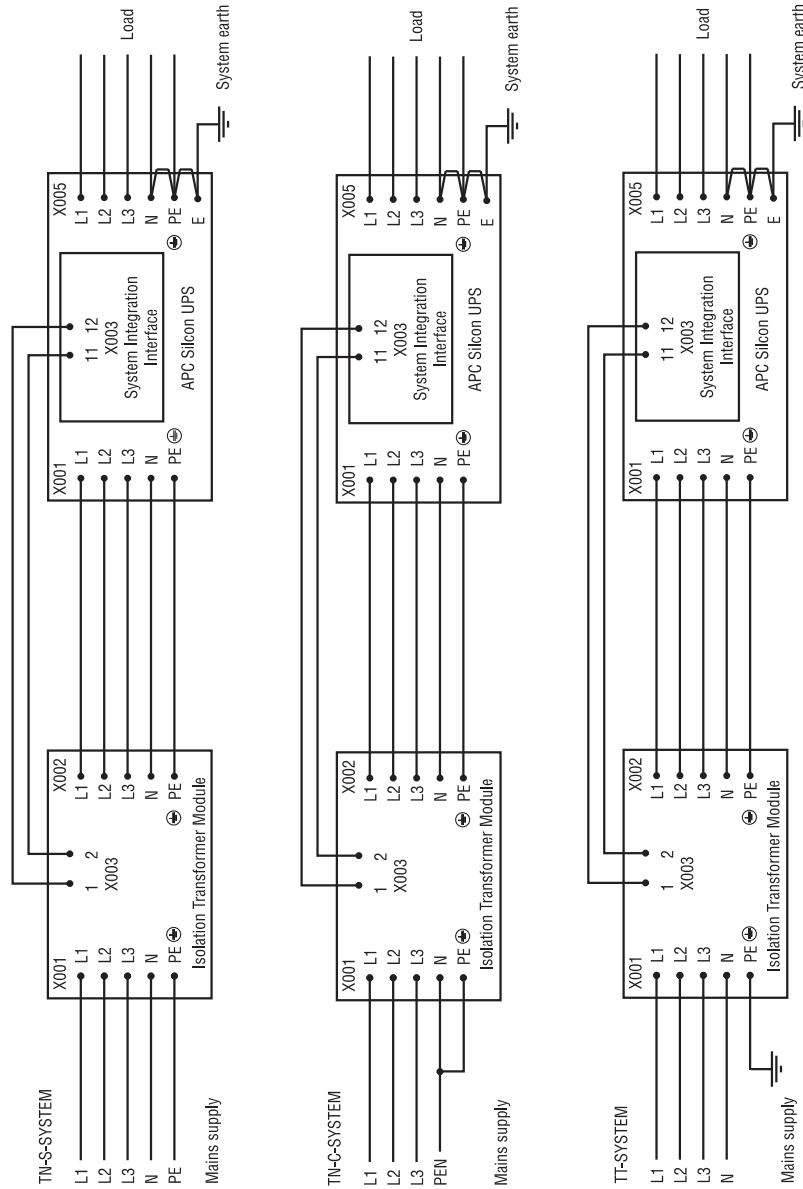 TN-S-SYSTEM
L1
L2
L3
N
PE
Mains supply
X001
L1
L2
L3
N
PE
1 2
X003
X002
L1
L2
L3
N
PE
Isolation Transformer Module
X001
L1
L2
L3
N
PE
11 12
X003
System Integration
Interface
APC Silcon UPS
X005
L1
L2
L3
N
PE
E
Load
System earth
TN-C-SYSTEM
L1
L2
L3
PEN
Mains supply
X001
L1
L2
L3
N
PE
1 2
X003
X002
L1
L2
L3
N
PE
Isolation Transformer Module
X001
L1
L2
L3
N
PE
11 12
X003
System Integration
Interface
APC Silcon UPS
X005
L1
L2
L3
N
PE
E
Load
System earth
TT-SYSTEM
L1
L2
L3
N
Mains supply
X001
L1
L2
L3
N
PE
1 2
X003
X002
L1
L2
L3
N
PE
Isolation Transformer Module
X001
L1
L2
L3
N
PE
11 12
X003
System Integration
Interface
APC Silcon UPS
X005
L1
L2
L3
N
PE
E
Load
System earth